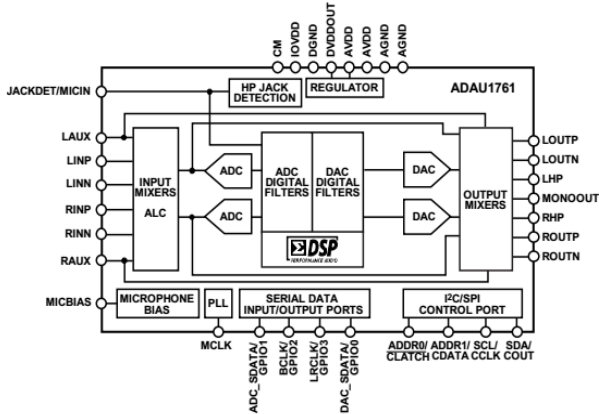 CM
IOVDD
DGND
DVDDOUT
AVDD
AVDD
AGND
AGND
JACKDET/MICIN
HP JACK
DETECTION
REGULATOR
ADAU1761
LAUX
LINP
LINN
RINP
RINN
RAUX
MICBIAS
INPUT
MIXERS
ALC
ADC
ADC
ADC
DIGITAL
FILTERS
DAC
DIGITAL
FILTERS
DAC
DAC
OUTPUT
MIXERS
LOUTP
LOUTN
LHP
MONOOUT
RHP
ROUTP
ROUTN
ΣDSP
PERFORMANCE AUDIO
MICROPHONE
BIAS
PLL
SERIAL DATA
INPUT/OUTPUT PORTS
I²C/SPI
CONTROL PORT
MCLK
ADC_SDATA/
GPIO1
BCLK/
GPIO2
LRCLK/
GPIO3
DAC_SDATA/
GPIO0
ADDR0/
CLATCH
ADDR1/
CDATA
SCL/
CCLK
SDA/
COUT